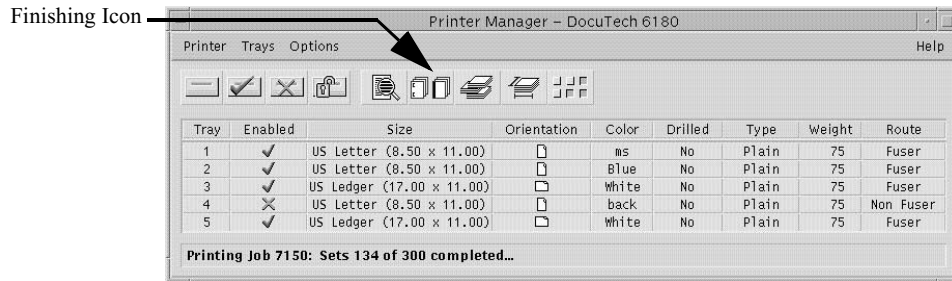 Finishing Icon
Printer Manager – DocuTech 6180
Printer Trays Options Help
Tray Enabled Size Orientation Color Drilled Type Weight Route
1 US Letter (8.50 x 11.00) ms No Plain 75 Fuser
2 US Letter (8.50 x 11.00) Blue No Plain 75 Fuser
3 US Ledger (17.00 x 11.00) White No Plain 75 Fuser
4 US Letter (8.50 x 11.00) back No Plain 75 Non Fuser
5 US Ledger (17.00 x 11.00) White No Plain 75 Fuser
Printing Job 7150: Sets 134 of 300 completed...